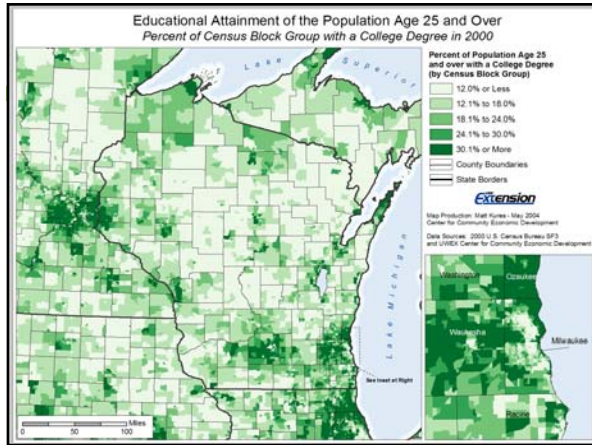 Educational Attainment of the Population Age 25 and Over
Percent of Census Block Group with a College Degree in 2000
Lake Superior
Lake Michigan
See Inset at Right
0 25 50 100
Miles
Percent of Population Age 25
and over with a College Degree
(by Census Block Group)
12.0% or Less
12.1% to 18.0%
18.1% to 24.0%
24.1% to 30.0%
30.1% or More
County Boundaries
State Borders
Extension
Map Production: Matt Kures - May 2004
Center for Community Economic Development
Data Sources: 2000 U.S. Census Bureau SF3
and UWEX Center for Community Economic Development
Washington
Ozaukee
Waukesha
Milwaukee
Racine